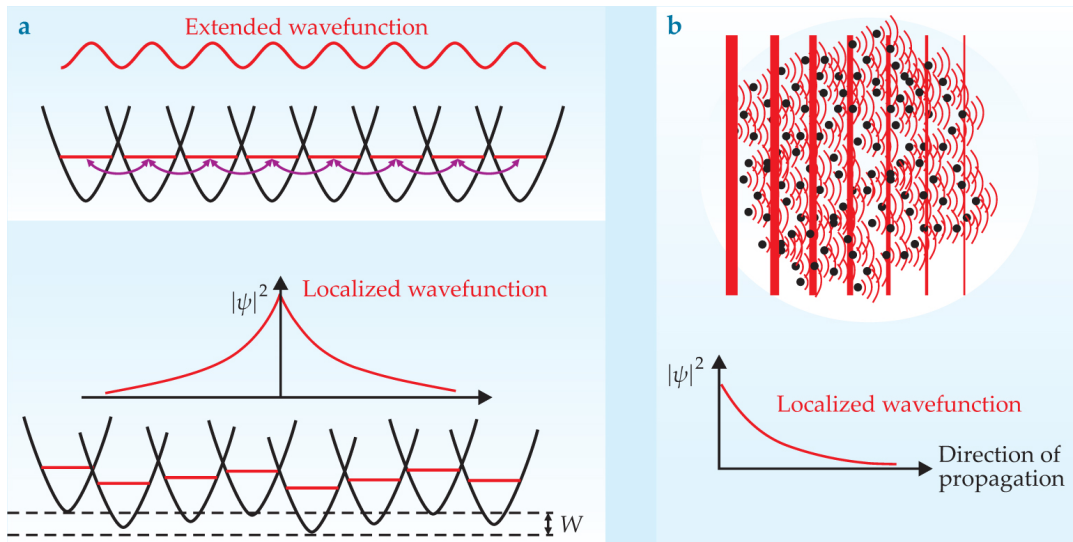 a
Extended wavefunction
|ψ|²
Localized wavefunction
W
b
|ψ|²
Localized wavefunction
Direction of
propagation